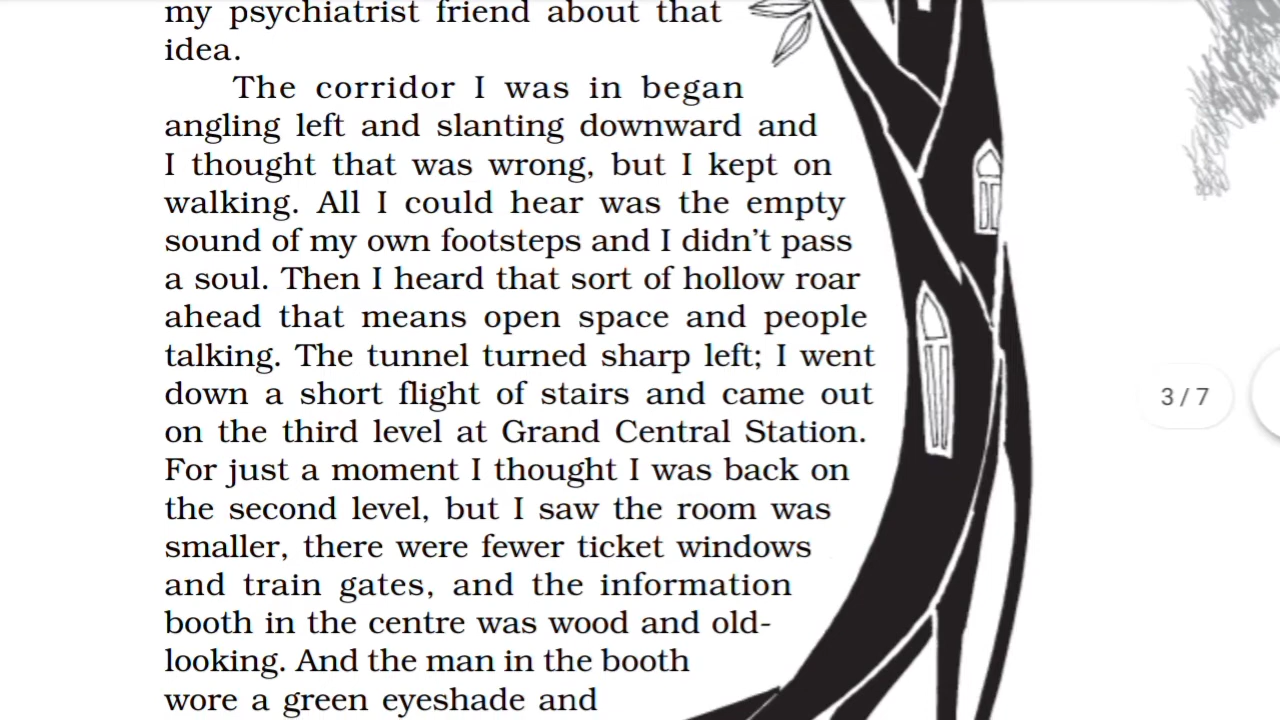 my psychiatrist friend about that
idea.
The corridor I was in began
angling left and slanting downward and
I thought that was wrong, but I kept on
walking. All I could hear was the empty
sound of my own footsteps and I didn't pass
a soul. Then I heard that sort of hollow roar
ahead that means open space and people
talking. The tunnel turned sharp left; I went
down a short flight of stairs and came out
on the third level at Grand Central Station.
For just a moment I thought I was back on
the second level, but I saw the room was
smaller, there were fewer ticket windows
and train gates, and the information
booth in the centre was wood and old-
looking. And the man in the booth
wore a green eyeshade and
3 / 7